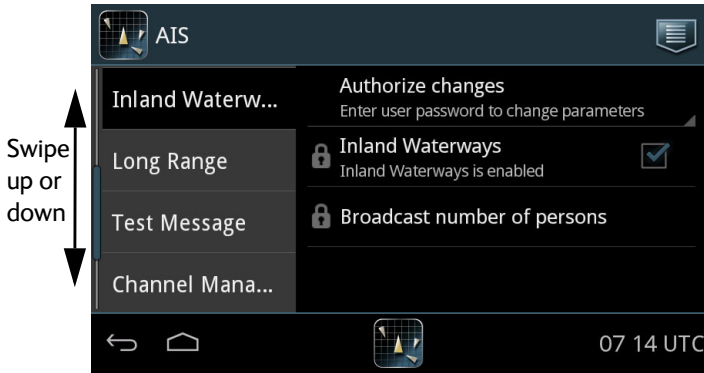 AIS
Swipe
up or
down
Inland Waterw...
Long Range
Test Message
Channel Mana...
Authorize changes
Enter user password to change parameters
Inland Waterways
Inland Waterways is enabled
Broadcast number of persons
07 14 UTC